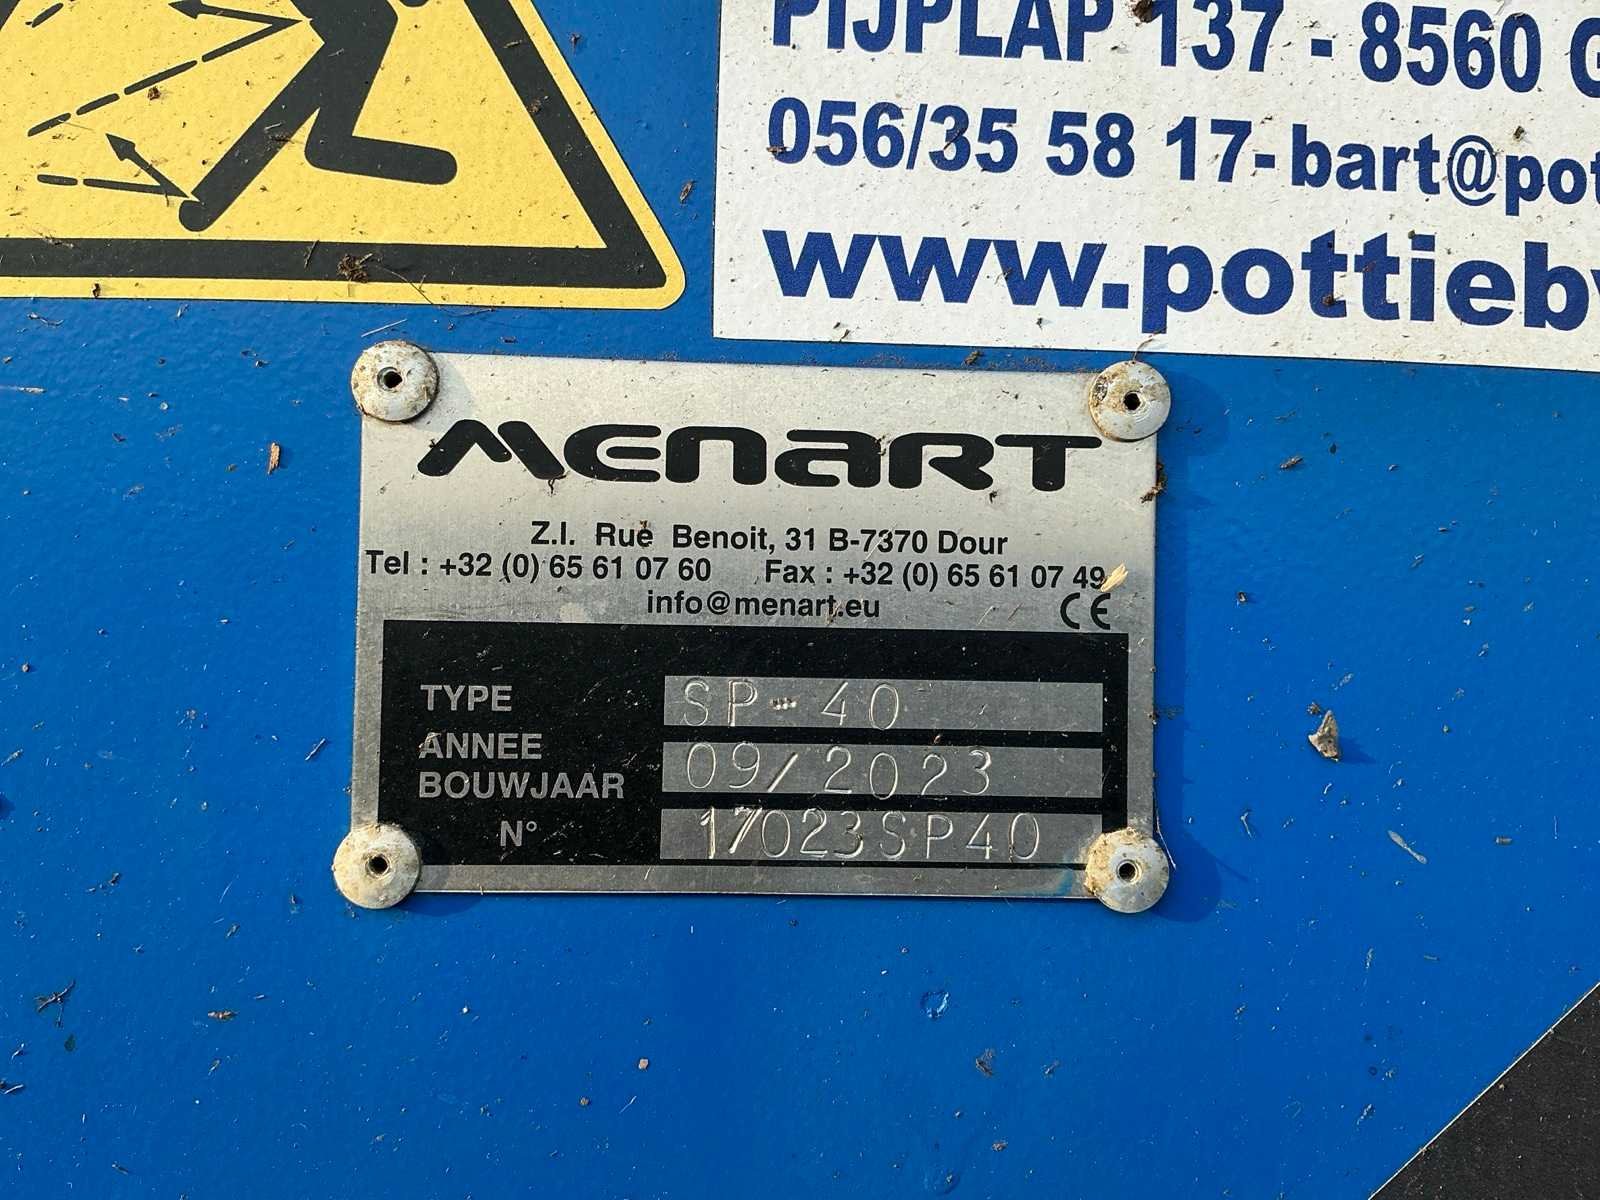 PIJPLAP 137 - 8560 G
056/35 58 17- bart@pot
www.pottieb
MENART
Z.I. Rue Benoit, 31 B-7370 Dour
Tel : +32 (0) 65 61 07 60 Fax : +32 (0) 65 61 07 49
info@menart.eu CE
TYPE SP-40
ANNEE
BOUWJAAR 09/2023
N° 17023SP40